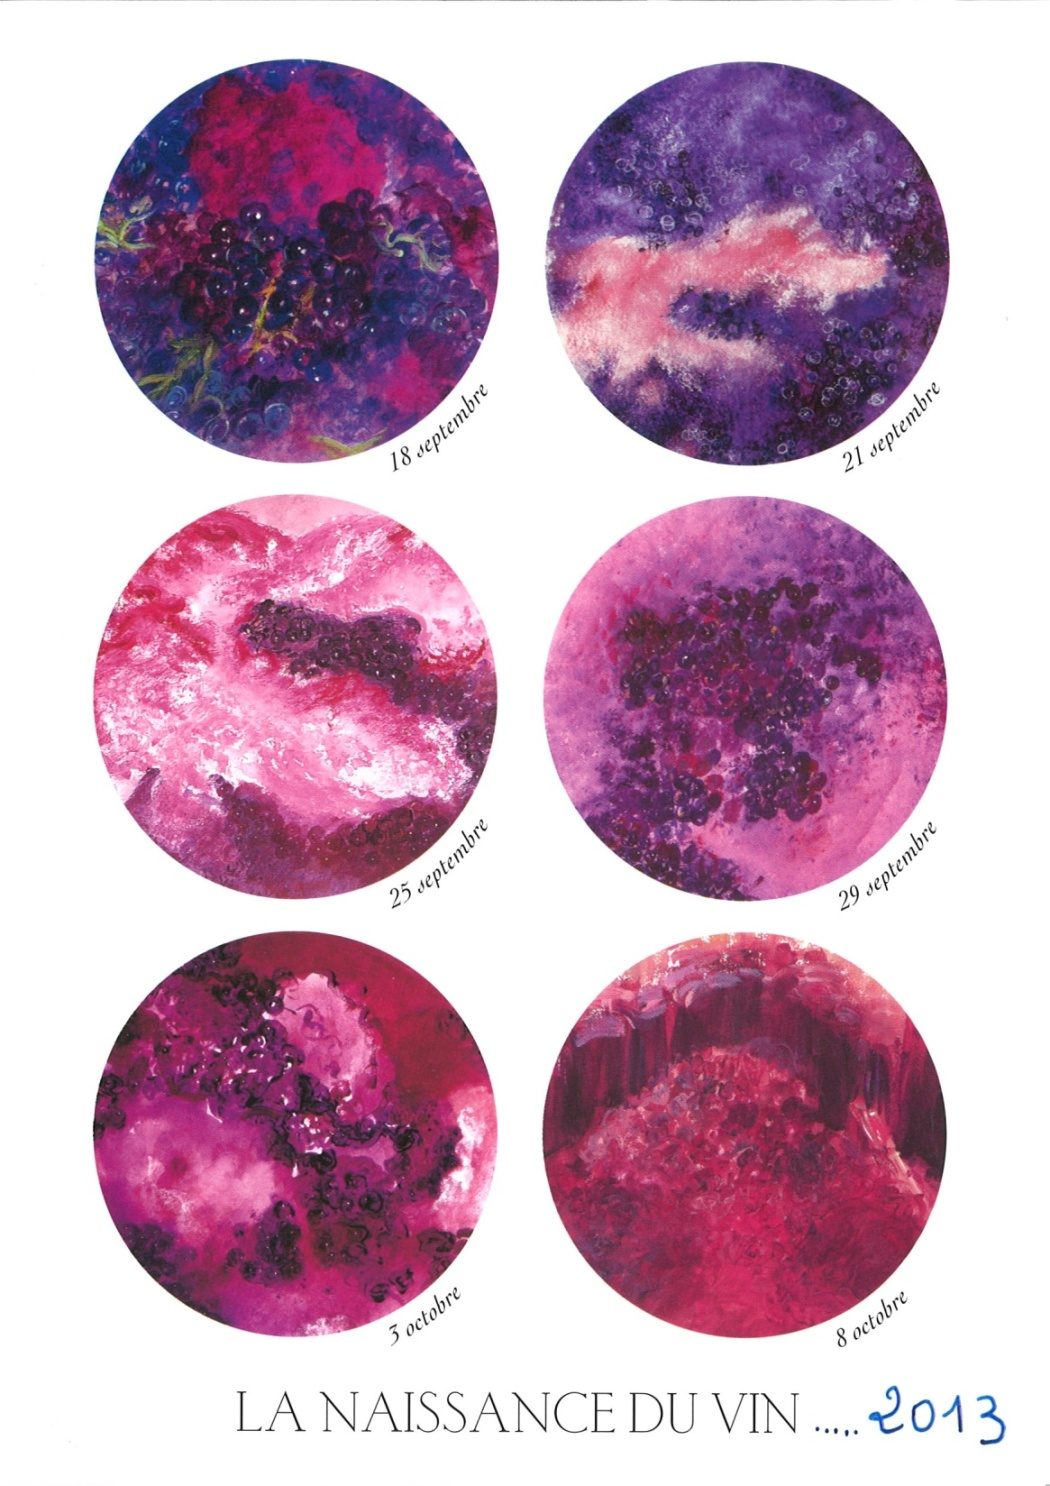 18 septembre
21 septembre
25 septembre
29 septembre
3 octobre
8 octobre
LA NAISSANCE DU VIN ..... 2013